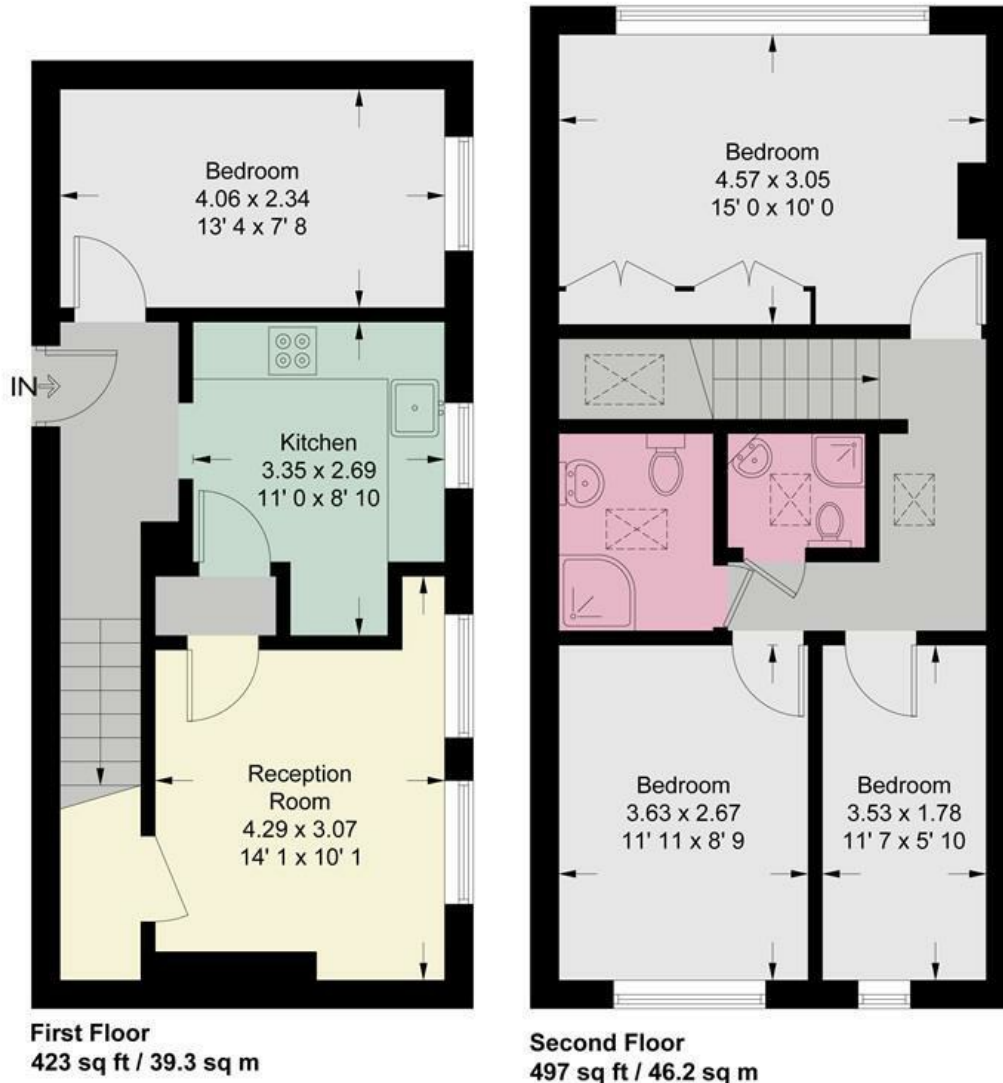 Bedroom
4.06 x 2.34
13' 4 x 7' 8
IN
Kitchen
3.35 x 2.69
11' 0 x 8' 10
Reception
Room
4.29 x 3.07
14' 1 x 10' 1
First Floor
423 sq ft / 39.3 sq m
Bedroom
4.57 x 3.05
15' 0 x 10' 0
Bedroom
3.63 x 2.67
11' 11 x 8' 9
Bedroom
3.53 x 1.78
11' 7 x 5' 10
Second Floor
497 sq ft / 46.2 sq m